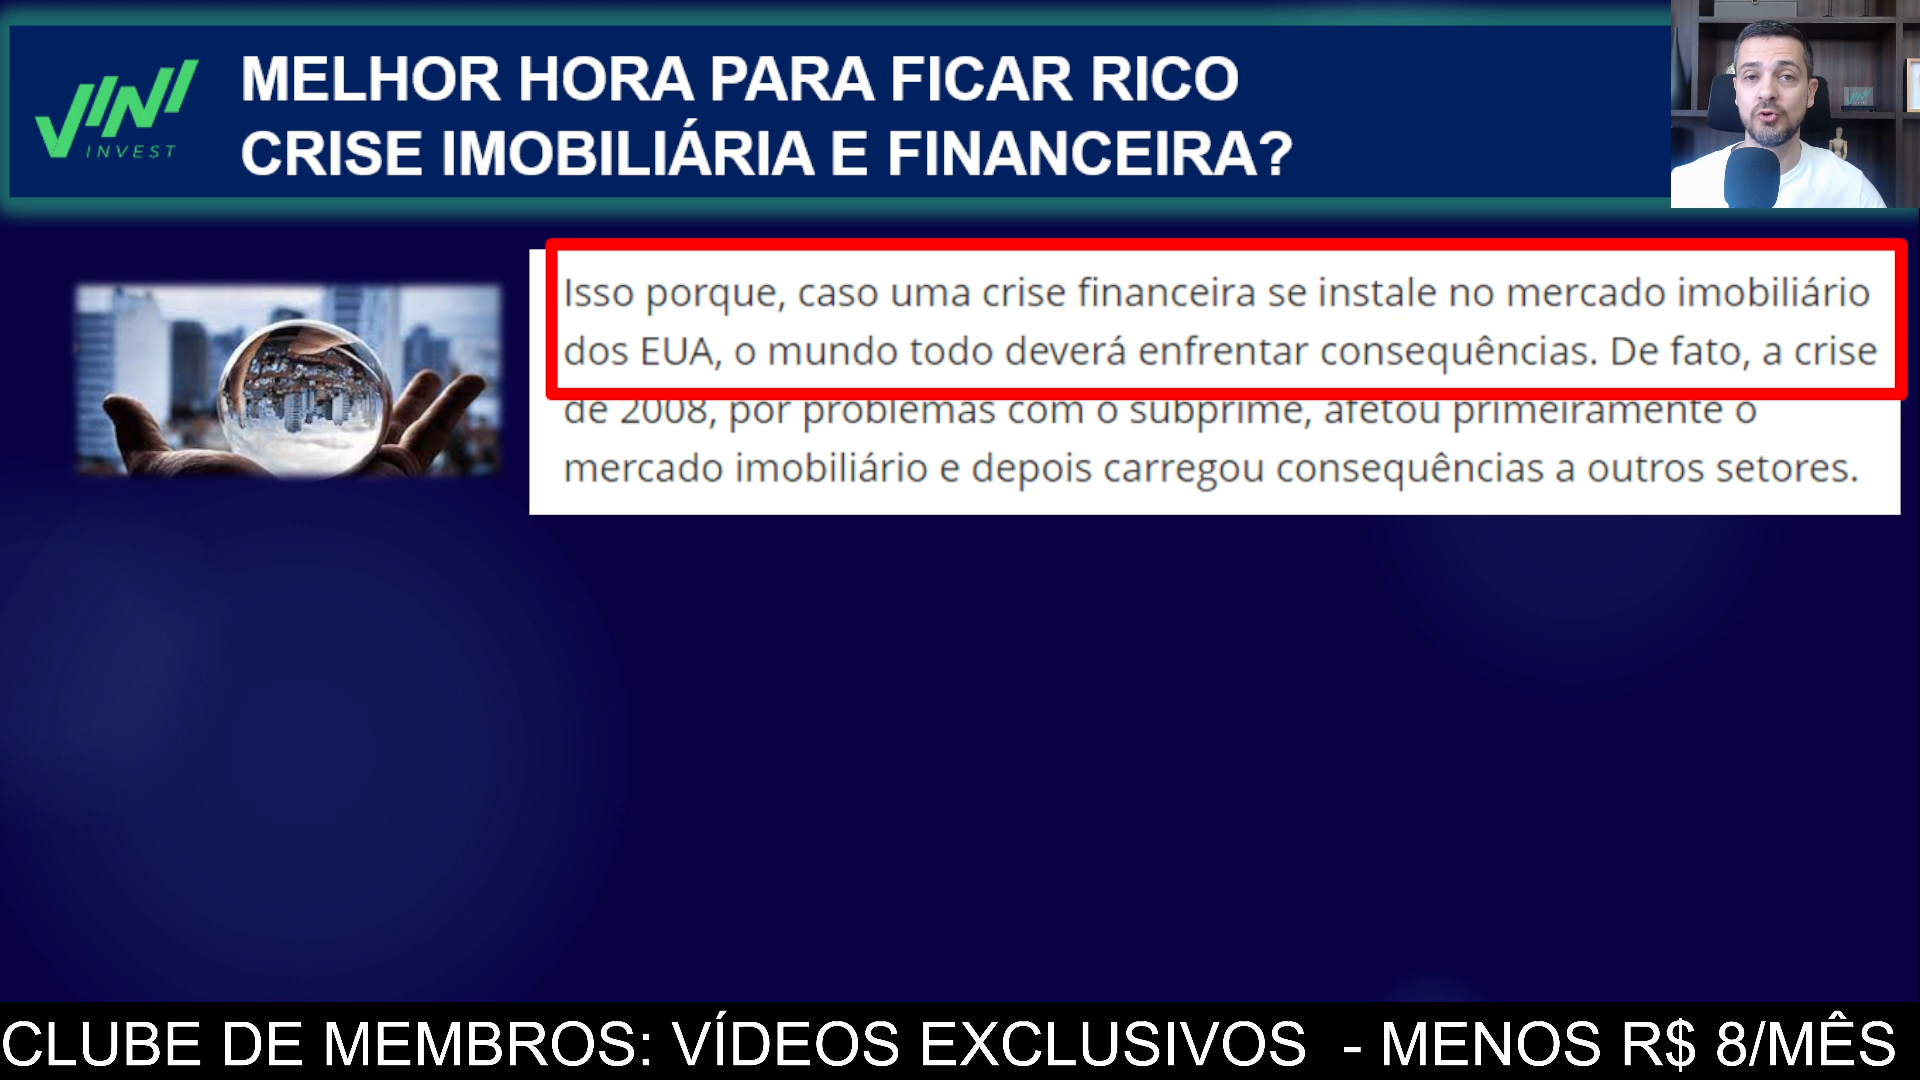 VINI
INVEST
MELHOR HORA PARA FICAR RICO
CRISE IMOBILIÁRIA E FINANCEIRA?
Isso porque, caso uma crise financeira se instale no mercado imobiliário
dos EUA, o mundo todo deverá enfrentar consequências. De fato, a crise
de 2008, por problemas com o subprime, afetou primeiramente o
mercado imobiliário e depois carregou consequências a outros setores.
CLUBE DE MEMBROS: VÍDEOS EXCLUSIVOS - MENOS R$ 8/MÊS